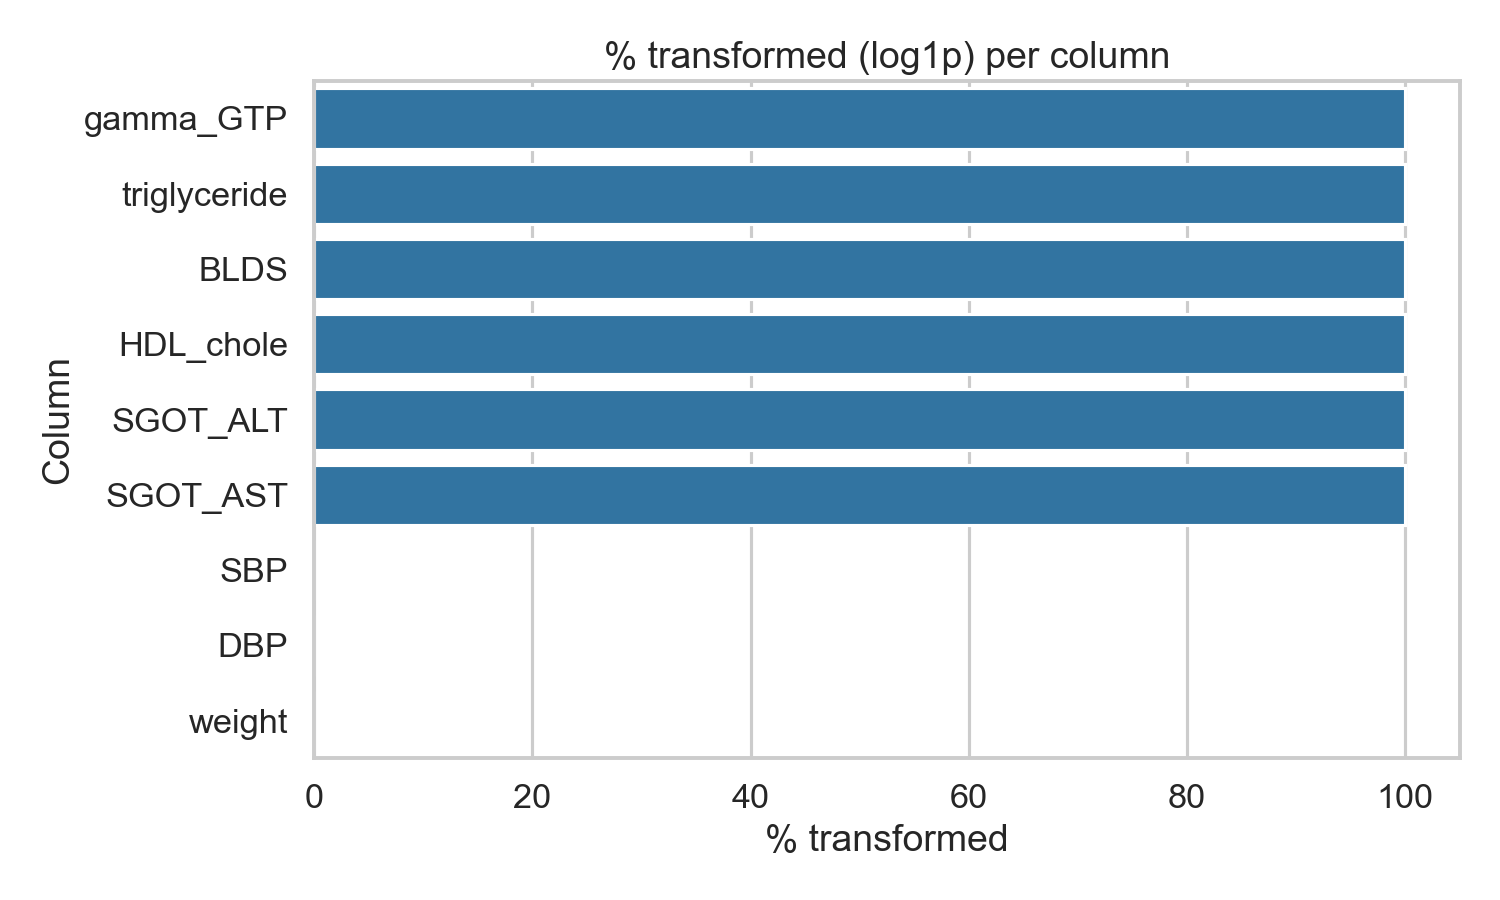 % transformed (log1p) per column
gamma_GTP
triglyceride
BLDS
HDL_chole
SGOT_ALT
SGOT_AST
SBP
DBP
weight
Column
0 20 40 60 80 100
% transformed